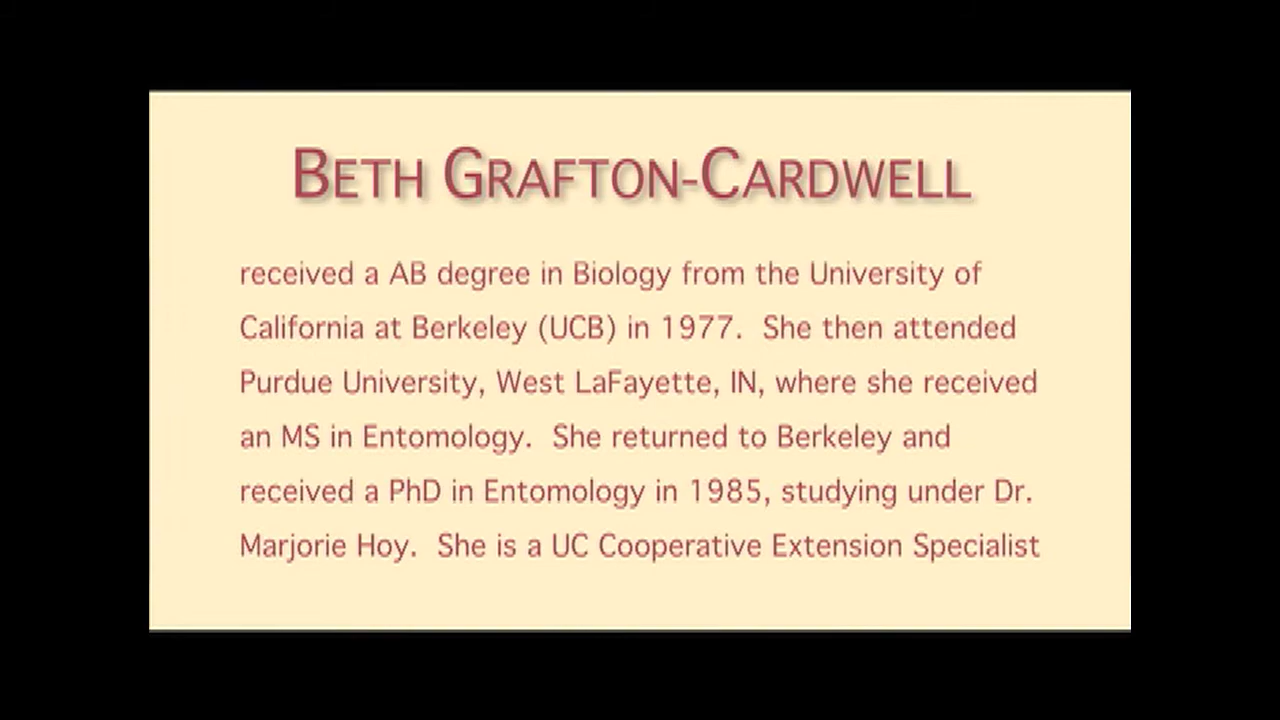 BETH GRAFTON-CARDWELL
received a AB degree in Biology from the University of
California at Berkeley (UCB) in 1977.  She then attended
Purdue University, West LaFayette, IN, where she received
an MS in Entomology.  She returned to Berkeley and
received a PhD in Entomology in 1985, studying under Dr.
Marjorie Hoy.  She is a UC Cooperative Extension Specialist